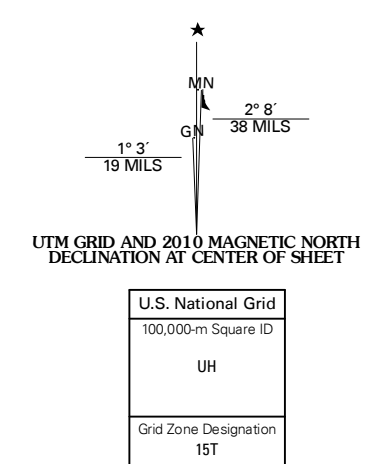 MN
2° 8´
38 MILS
GN
1° 3´
19 MILS
UTM GRID AND 2010 MAGNETIC NORTH
DECLINATION AT CENTER OF SHEET
U.S. National Grid
100,000-m Square ID
UH
Grid Zone Designation
15T